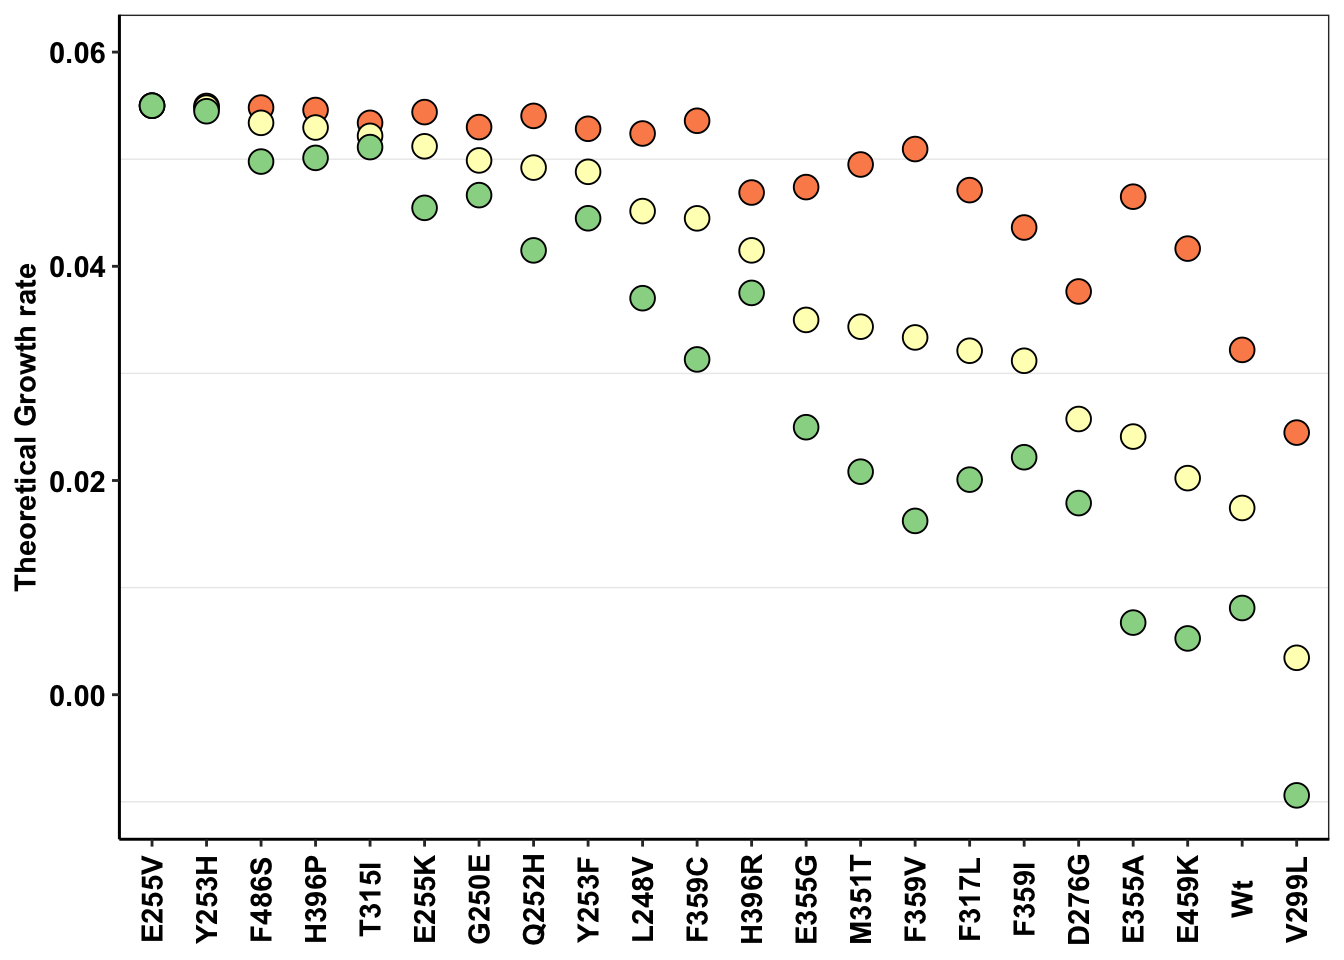 0.06
0.04
0.02
0.00
Theoretical Growth rate
E255V
Y253H
F486S
H396P
T315I
E255K
G250E
Q252H
Y253F
L248V
F359C
H396R
E355G
M351T
F359V
F317L
F359I
D276G
E355A
E459K
Wt
V299L